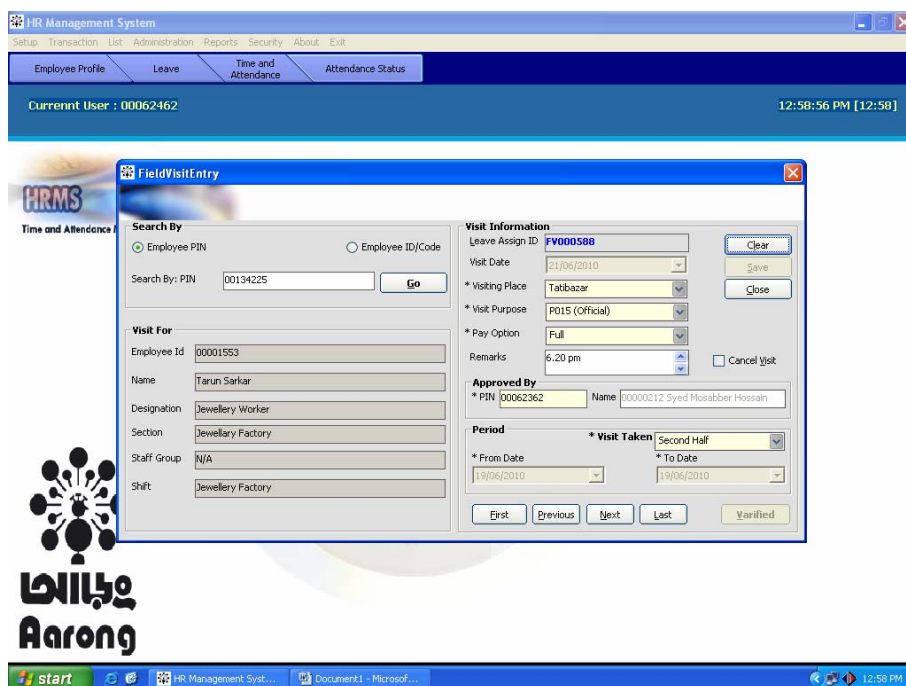 HR Management System
Setup Transaction List Administration Reports Security About Exit
Employee Profile Leave Time and Attendance Attendance Status
Currennt User : 00062462 12:58:56 PM [12:58]
HRMS
Time and Attendance
FieldVisitEntry
Search By
Employee PIN Employee ID/Code
Search By: PIN 00134225 Go
Visit For
Employee Id 00001553
Name Tarun Sarkar
Designation Jewellery Worker
Section Jewellary Factory
Staff Group N/A
Shift Jewellery Factory
Visit Information
Leave Assign ID FV000588 Clear
Visit Date 21/06/2010 Save
* Visiting Place Tatibazar Close
* Visit Purpose P015 (Official)
* Pay Option Full
Remarks 6.20 pm Cancel Visit
Approved By
* PIN 00062362 Name 00000212 Syed Mosabber Hossain
Period
* Visit Taken Second Half
* From Date * To Date
19/06/2010 19/06/2010
First Previous Next Last Varified
আড়ং
Aarong
start HR Management Syst... Document1 - Microsof... 12:58 PM